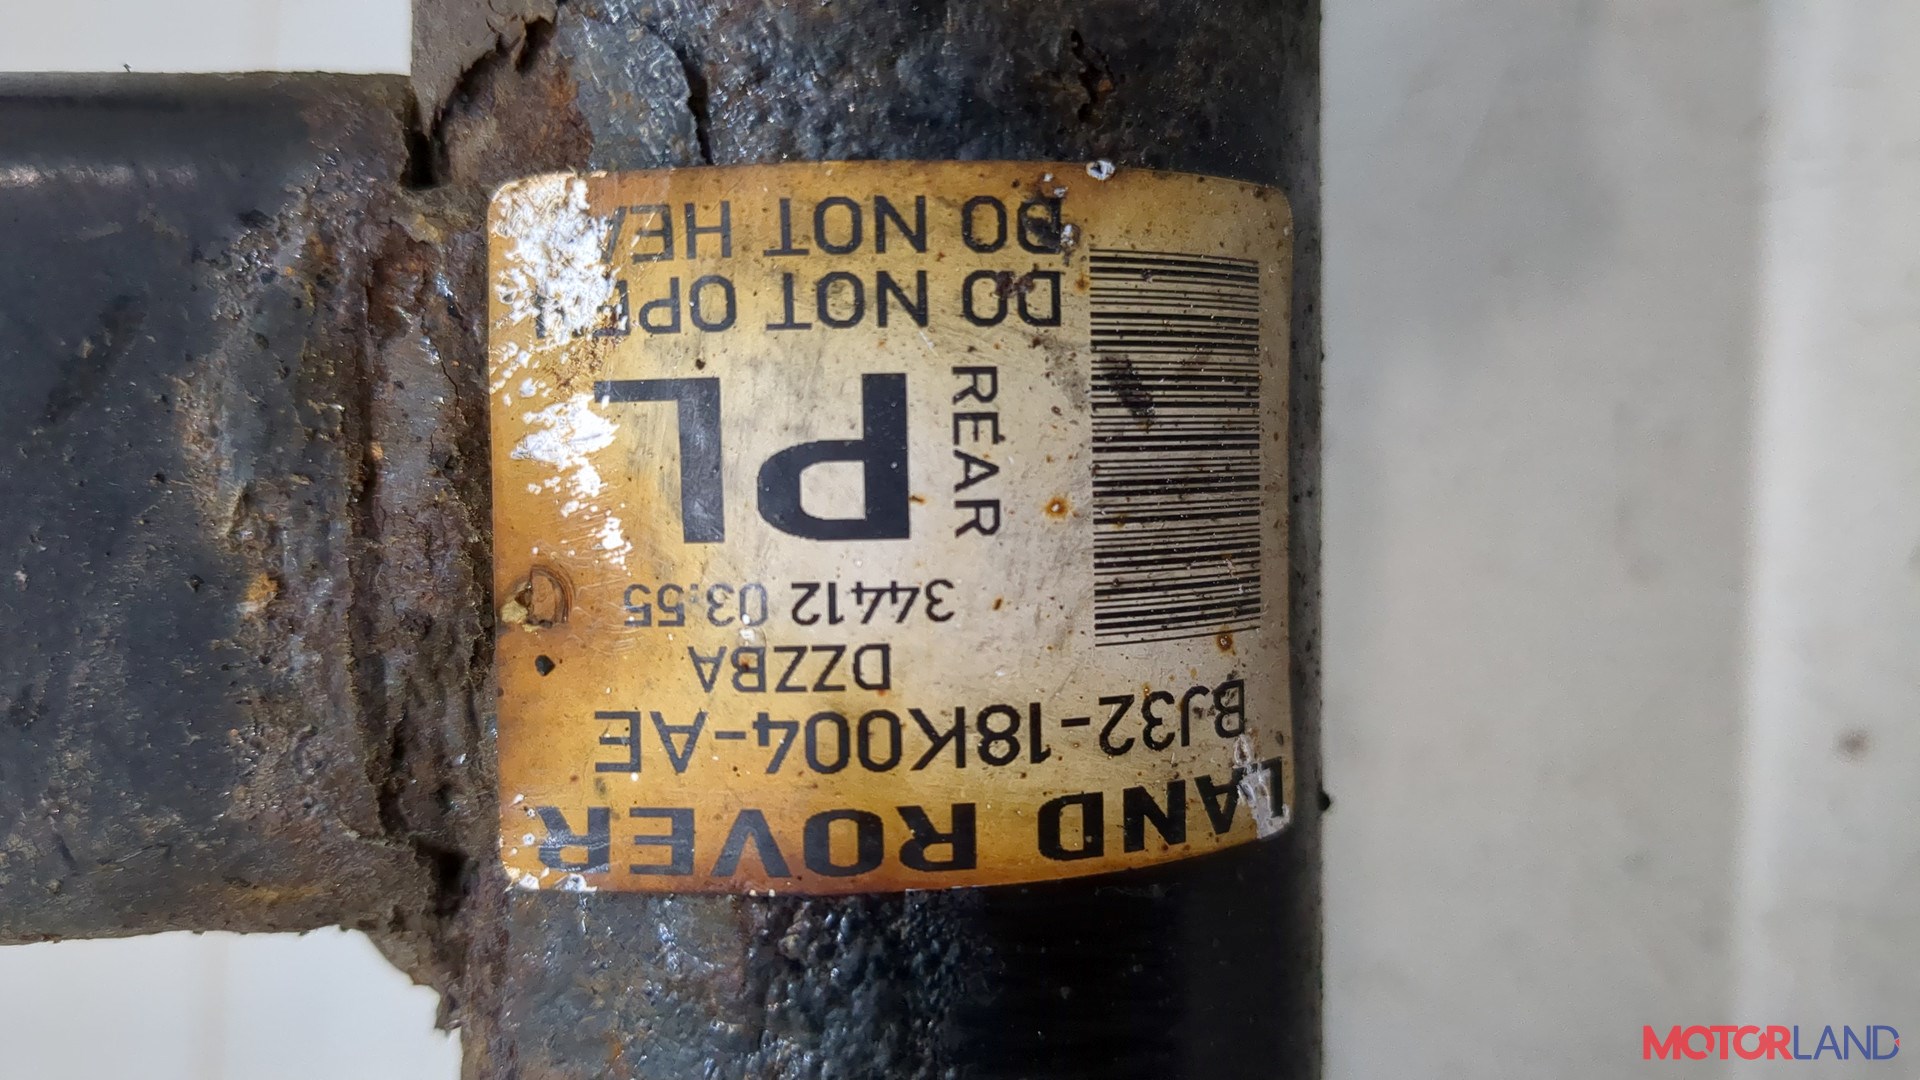 LAND ROVER
BJ32-18K004-AE
DZZBA
34412 03:55
PL
REAR
DO NOT OPEN
DO NOT HEA
MOTORLAND